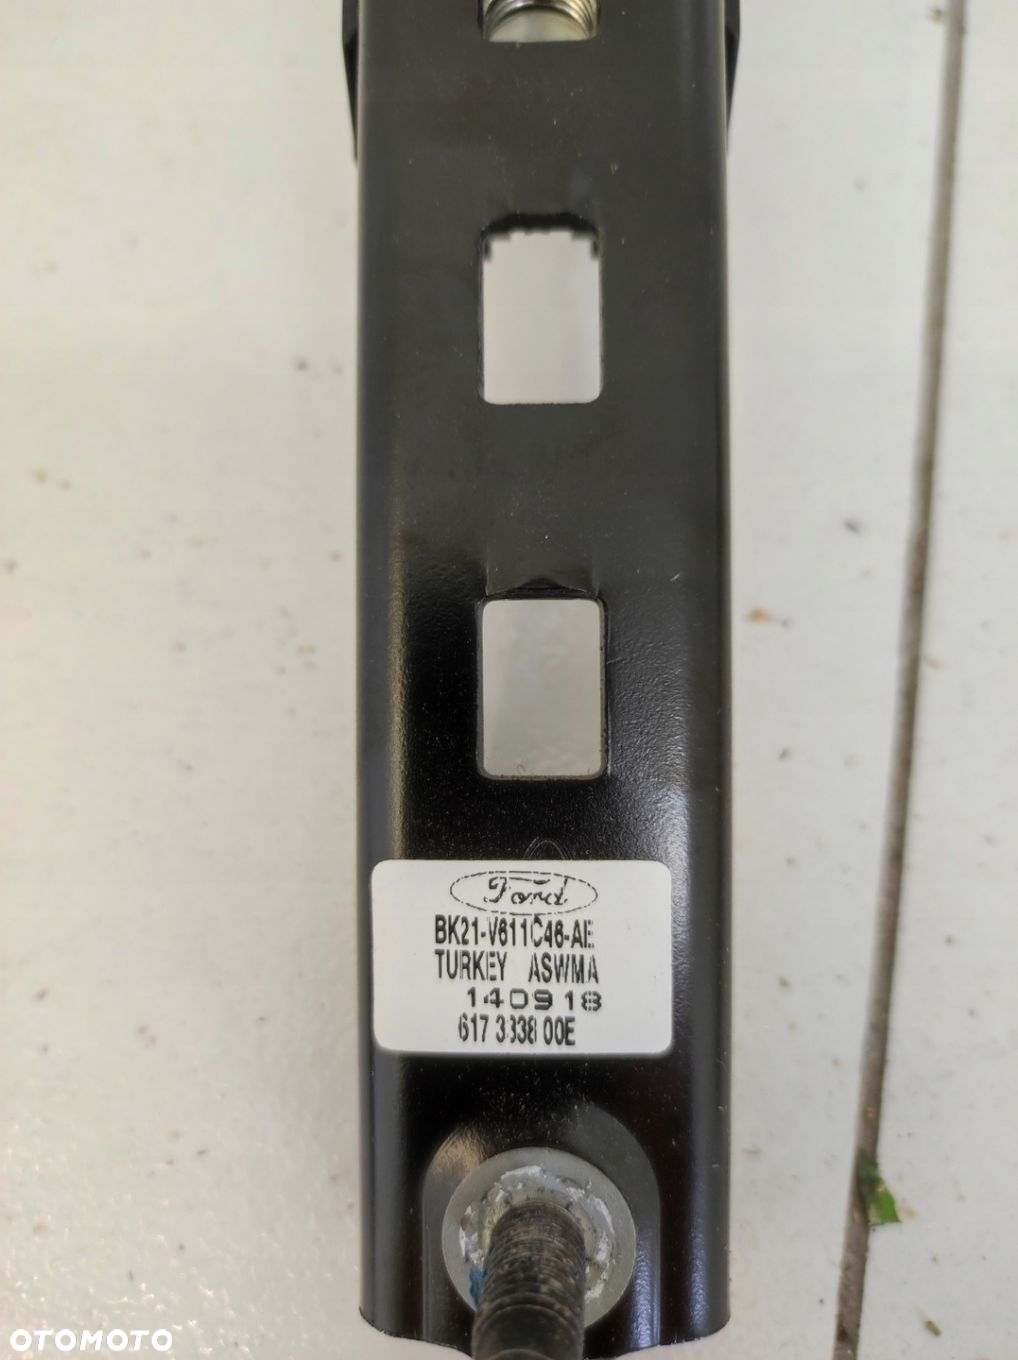 Ford
BK21-V611C46-AE
TURKEY ASWMA
140918
617 3338 00E
OTOMOTO